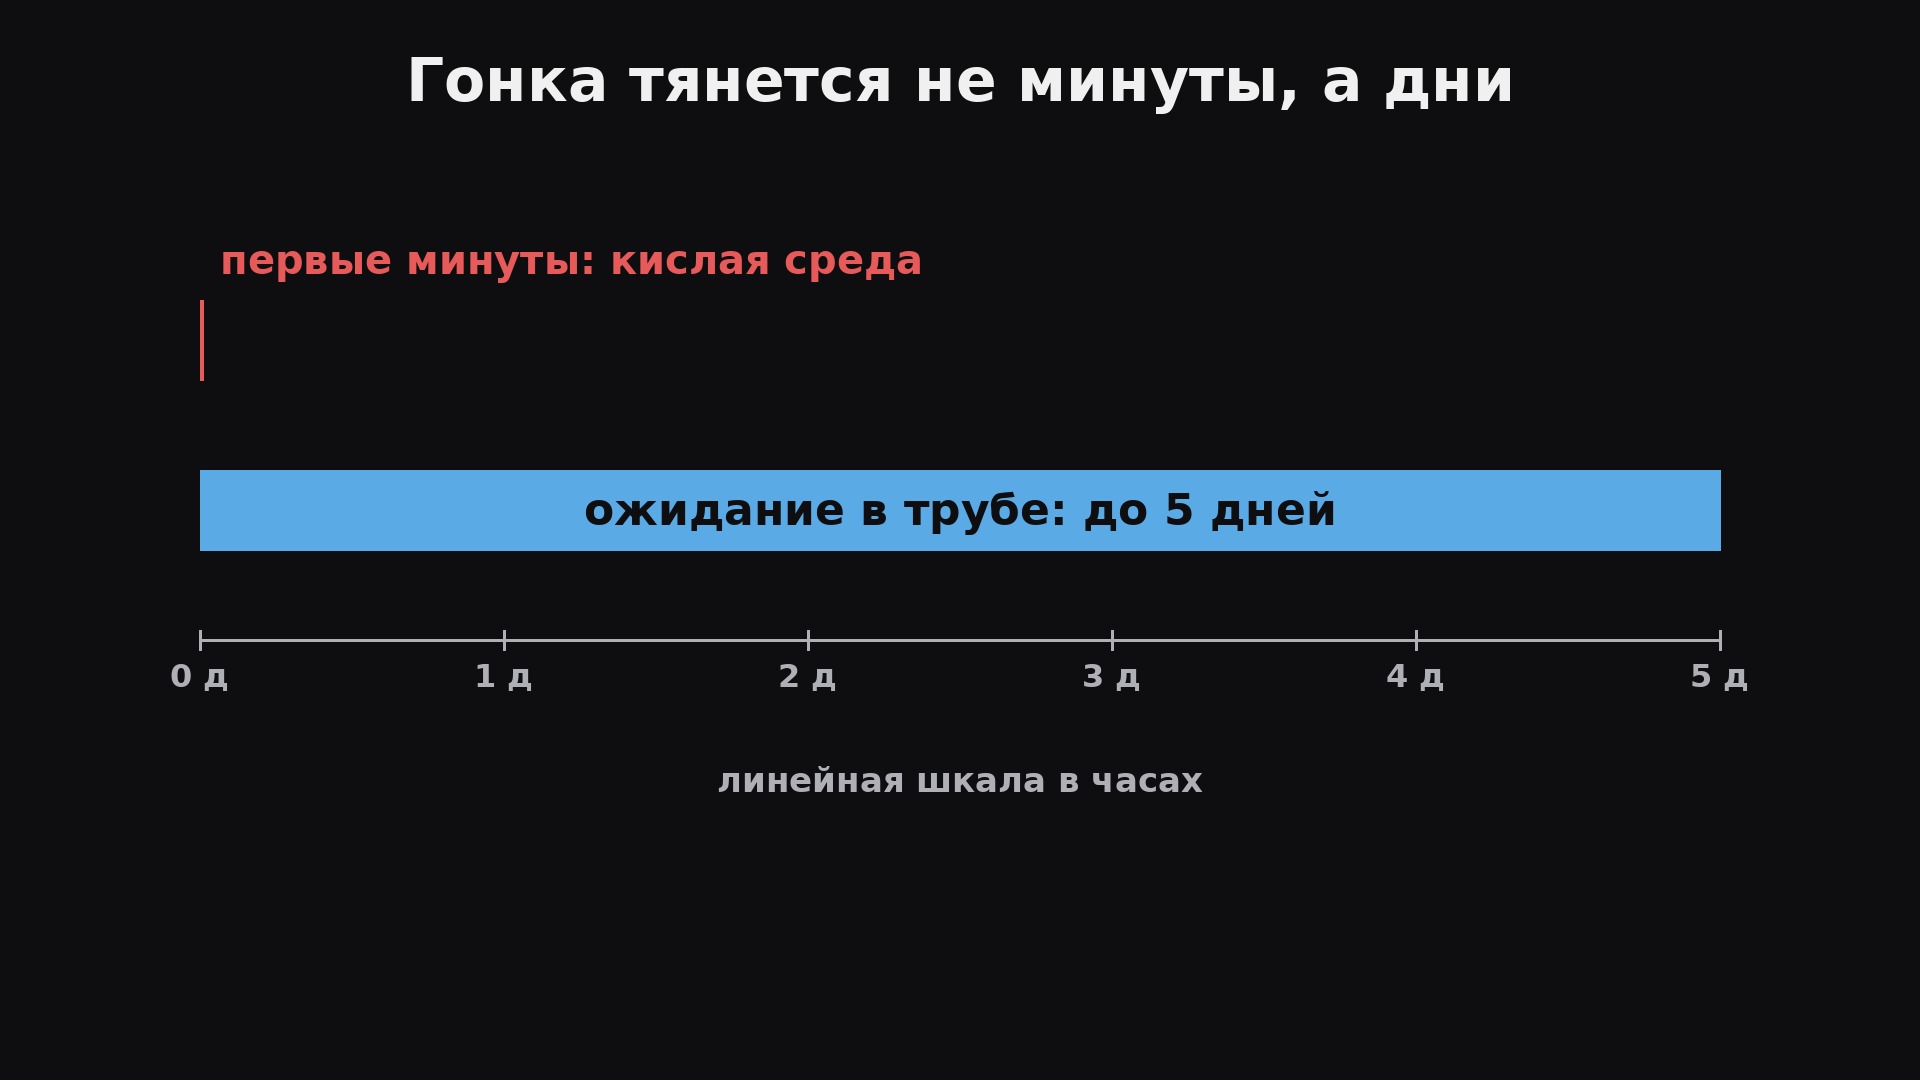 Гонка тянется не минуты, а дни
первые минуты: кислая среда
ожидание в трубе: до 5 дней
0 д 1 д 2 д 3 д 4 д 5 д
линейная шкала в часах